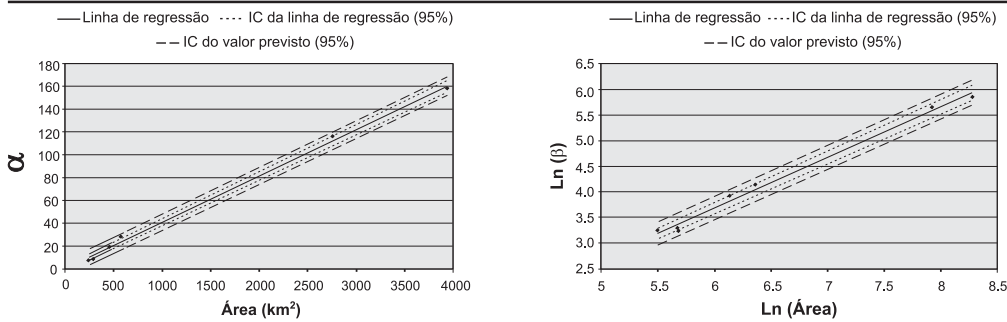 Linha de regressão IC da linha de regressão (95%)
IC do valor previsto (95%)
180
160
140
120
100
80
60
40
20
0
α
0 500 1000 1500 2000 2500 3000 3500 4000
Área (km²)
Linha de regressão IC da linha de regressão (95%)
IC do valor previsto (95%)
6.5
6.0
5.5
5.0
4.5
4.0
3.5
3.0
2.5
Ln (β)
5 5.5 6 6.5 7 7.5 8 8.5
Ln (Área)